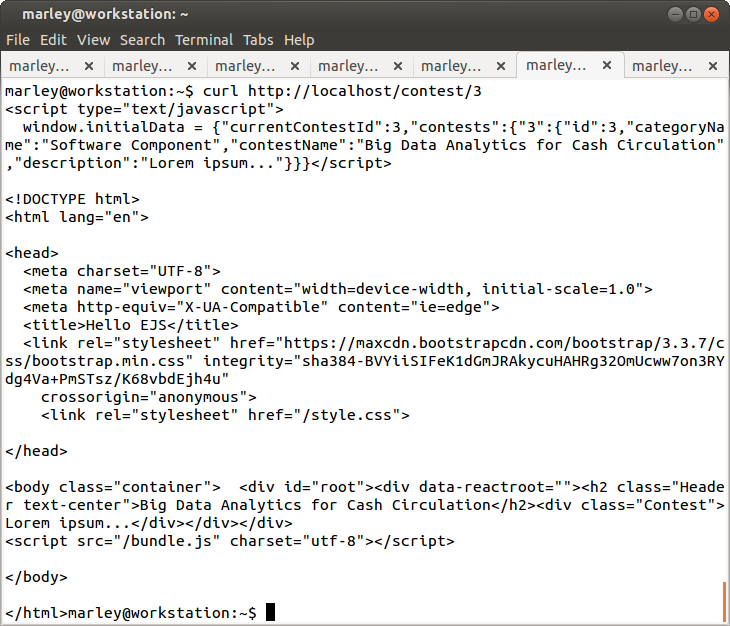 marley@workstation: ~
File Edit View Search Terminal Tabs Help
marley... × marley... × marley... × marley... × marley... × marley... × marley... ×
marley@workstation:~$ curl http://localhost/contest/3
<script type="text/javascript">
  window.initialData = {"currentContestId":3,"contests":{"3":{"id":3,"categoryNa
me":"Software Component","contestName":"Big Data Analytics for Cash Circulation"
,"description":"Lorem ipsum..."}}}</script>

<!DOCTYPE html>
<html lang="en">

<head>
  <meta charset="UTF-8">
  <meta name="viewport" content="width=device-width, initial-scale=1.0">
  <meta http-equiv="X-UA-Compatible" content="ie=edge">
  <title>Hello EJS</title>
  <link rel="stylesheet" href="https://maxcdn.bootstrapcdn.com/bootstrap/3.3.7/c
ss/bootstrap.min.css" integrity="sha384-BVYiiSIFeK1dGmJRAkycuHAHRg32OmUcww7on3RY
dg4Va+PmSTsz/K68vbdEjh4u"
    crossorigin="anonymous">
    <link rel="stylesheet" href="/style.css">

</head>

<body class="container">  <div id="root"><div data-reactroot=""><h2 class="Heade
r text-center">Big Data Analytics for Cash Circulation</h2><div class="Contest">
Lorem ipsum...</div></div></div>
<script src="/bundle.js" charset="utf-8"></script>

</body>

</html>marley@workstation:~$